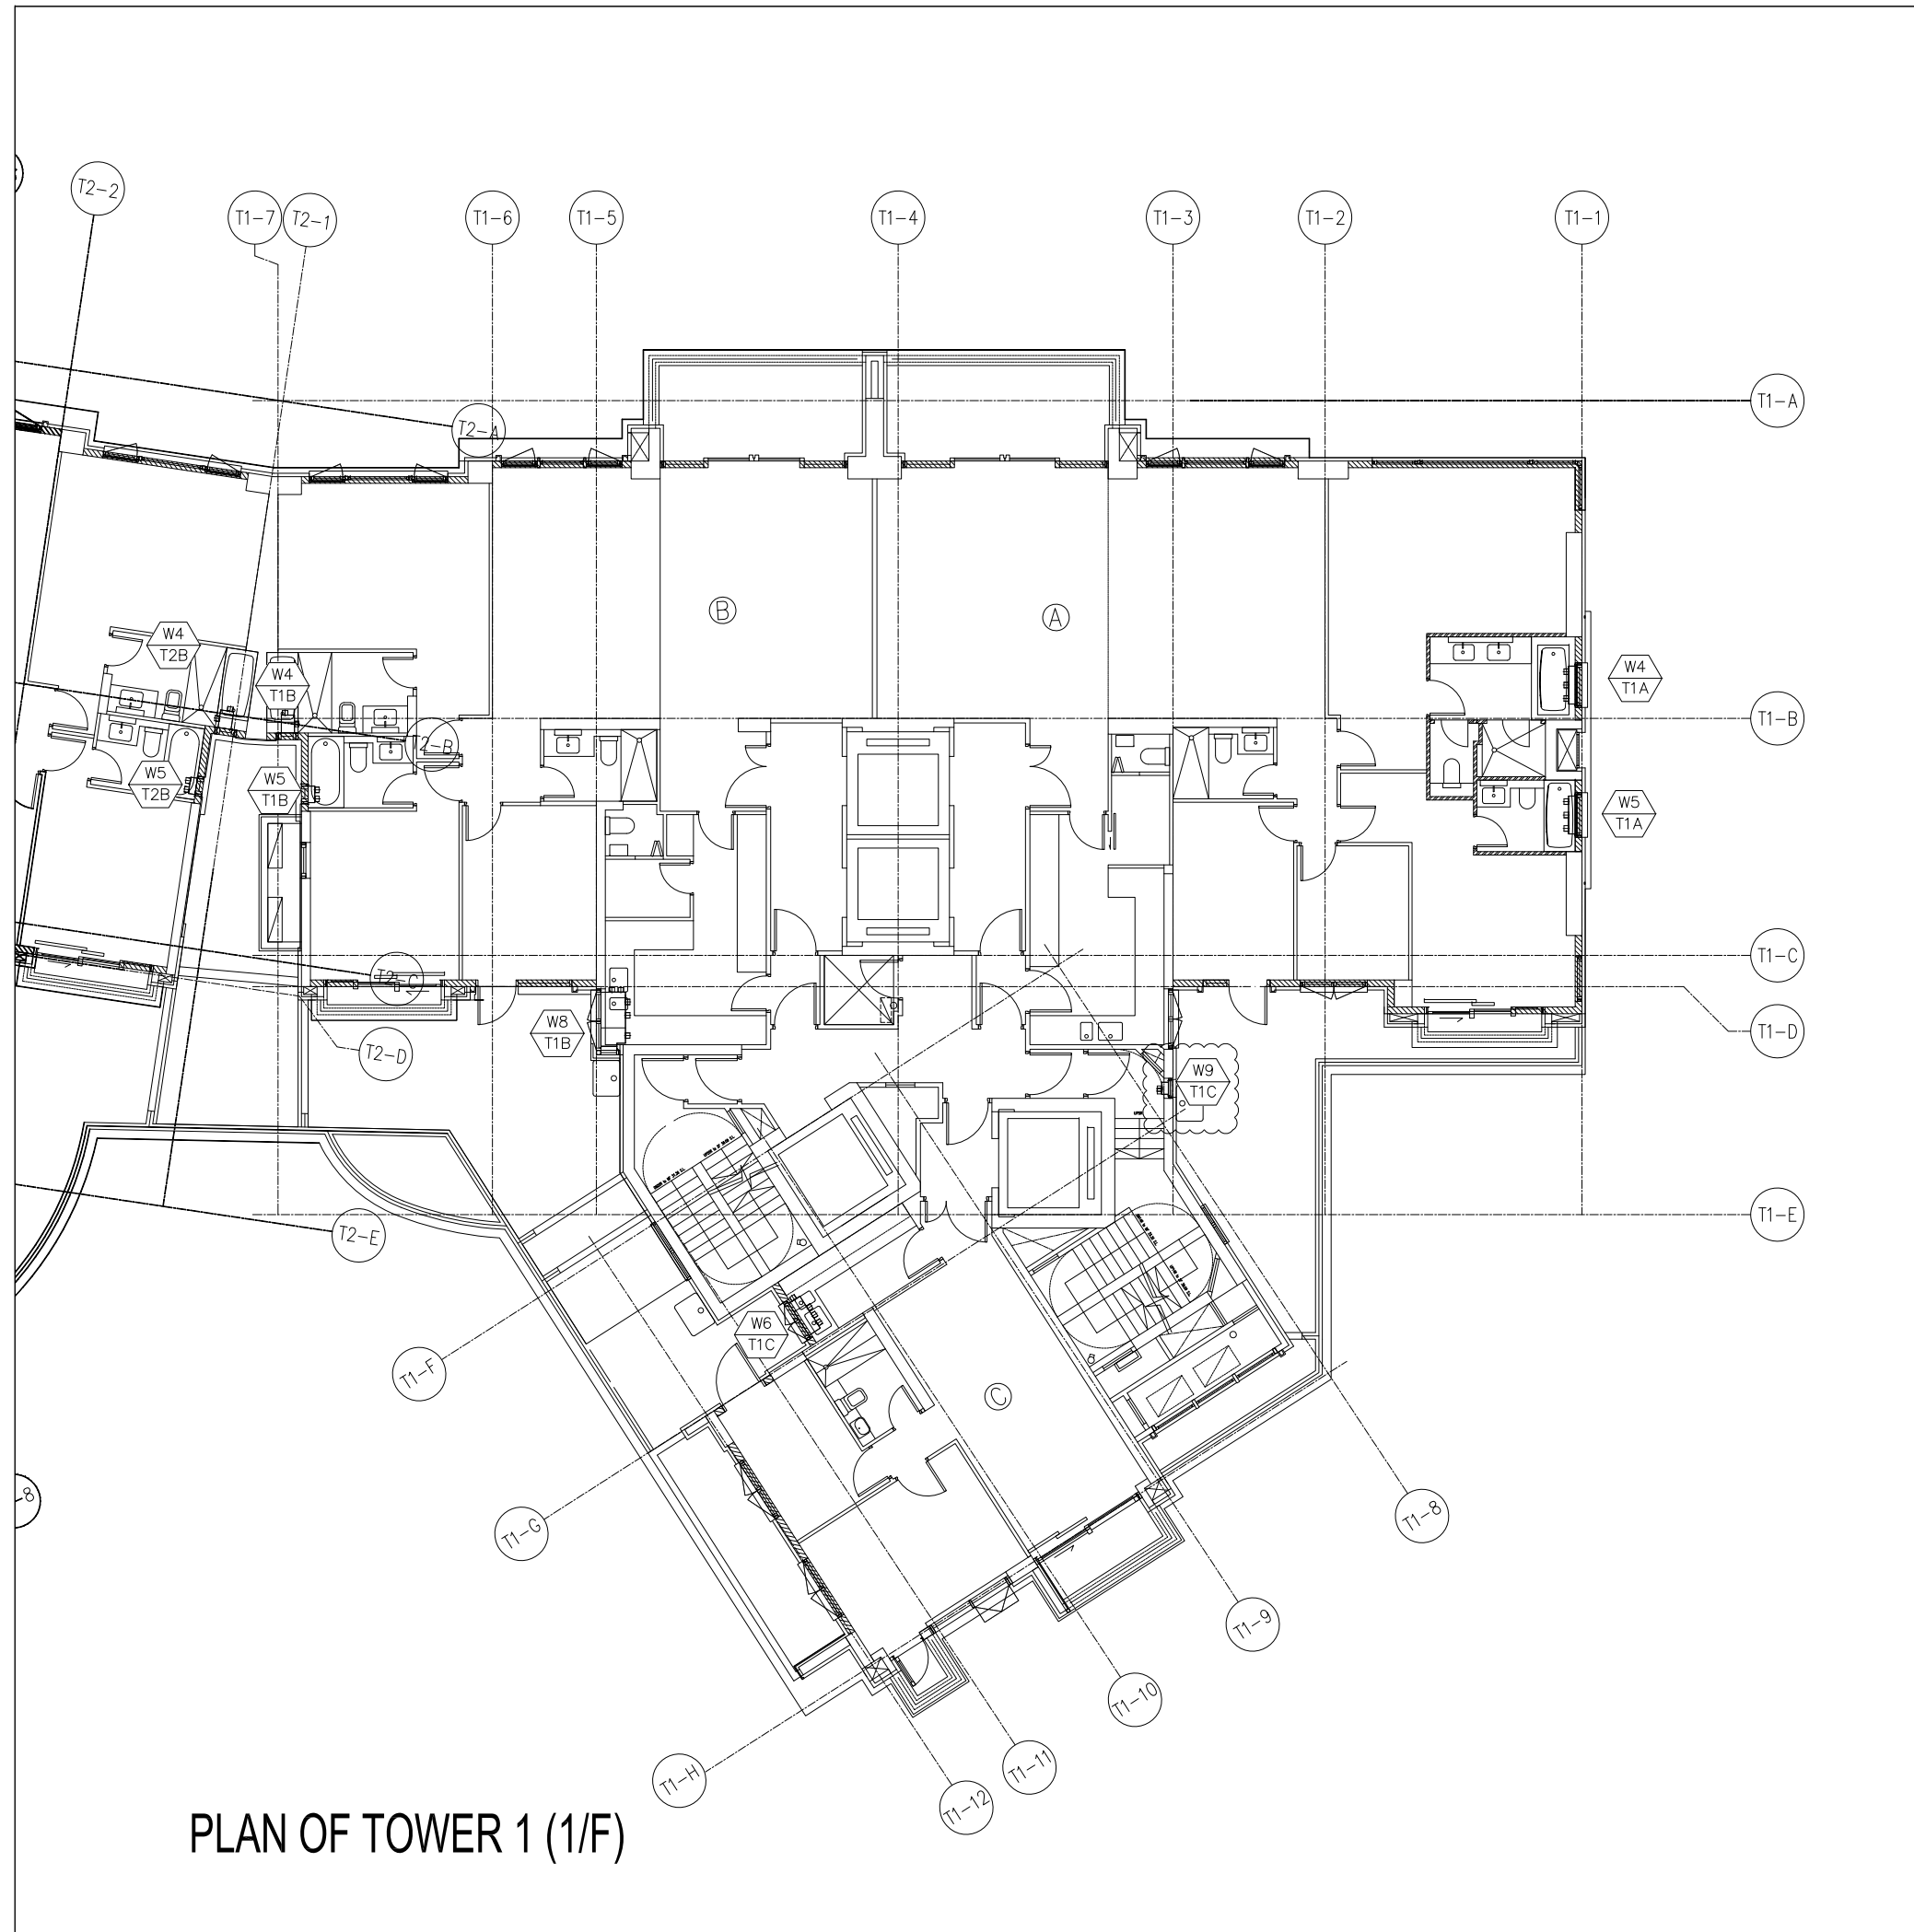 T2-2
T1-7
T2-1
T1-6
T1-5
T1-4
T1-3
T1-2
T1-1
T1-A
T2-A
B
A
W4
T2B
W4
T1B
W4
T1A
T1-B
T2-B
W5
T2B
W5
T1B
W5
T1A
T1-C
T2-C
W8
T1B
T1-D
T2-D
W9
T1C
T1-E
T2-E
W6
T1C
T1-F
C
-8
T1-G
T1-8
T1-9
T1-10
T1-H
T1-11
T1-12
PLAN OF TOWER 1 (1/F)